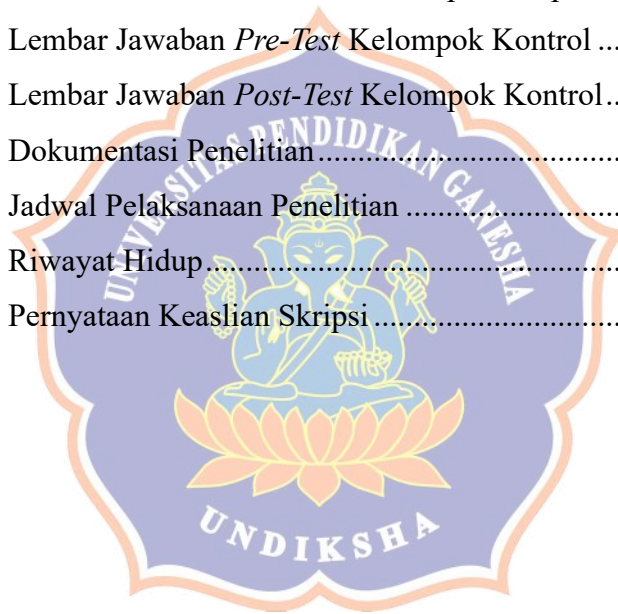 Lembar Jawaban Pre-Test Kelompok Kontrol ...
Lembar Jawaban Post-Test Kelompok Kontrol..
Dokumentasi Penelitian......................................
Jadwal Pelaksanaan Penelitian ...........................
Riwayat Hidup....................................................
Pernyataan Keaslian Skripsi ...............................
UNIVERSITAS PENDIDIKAN GANESHA
UNDIKSHA